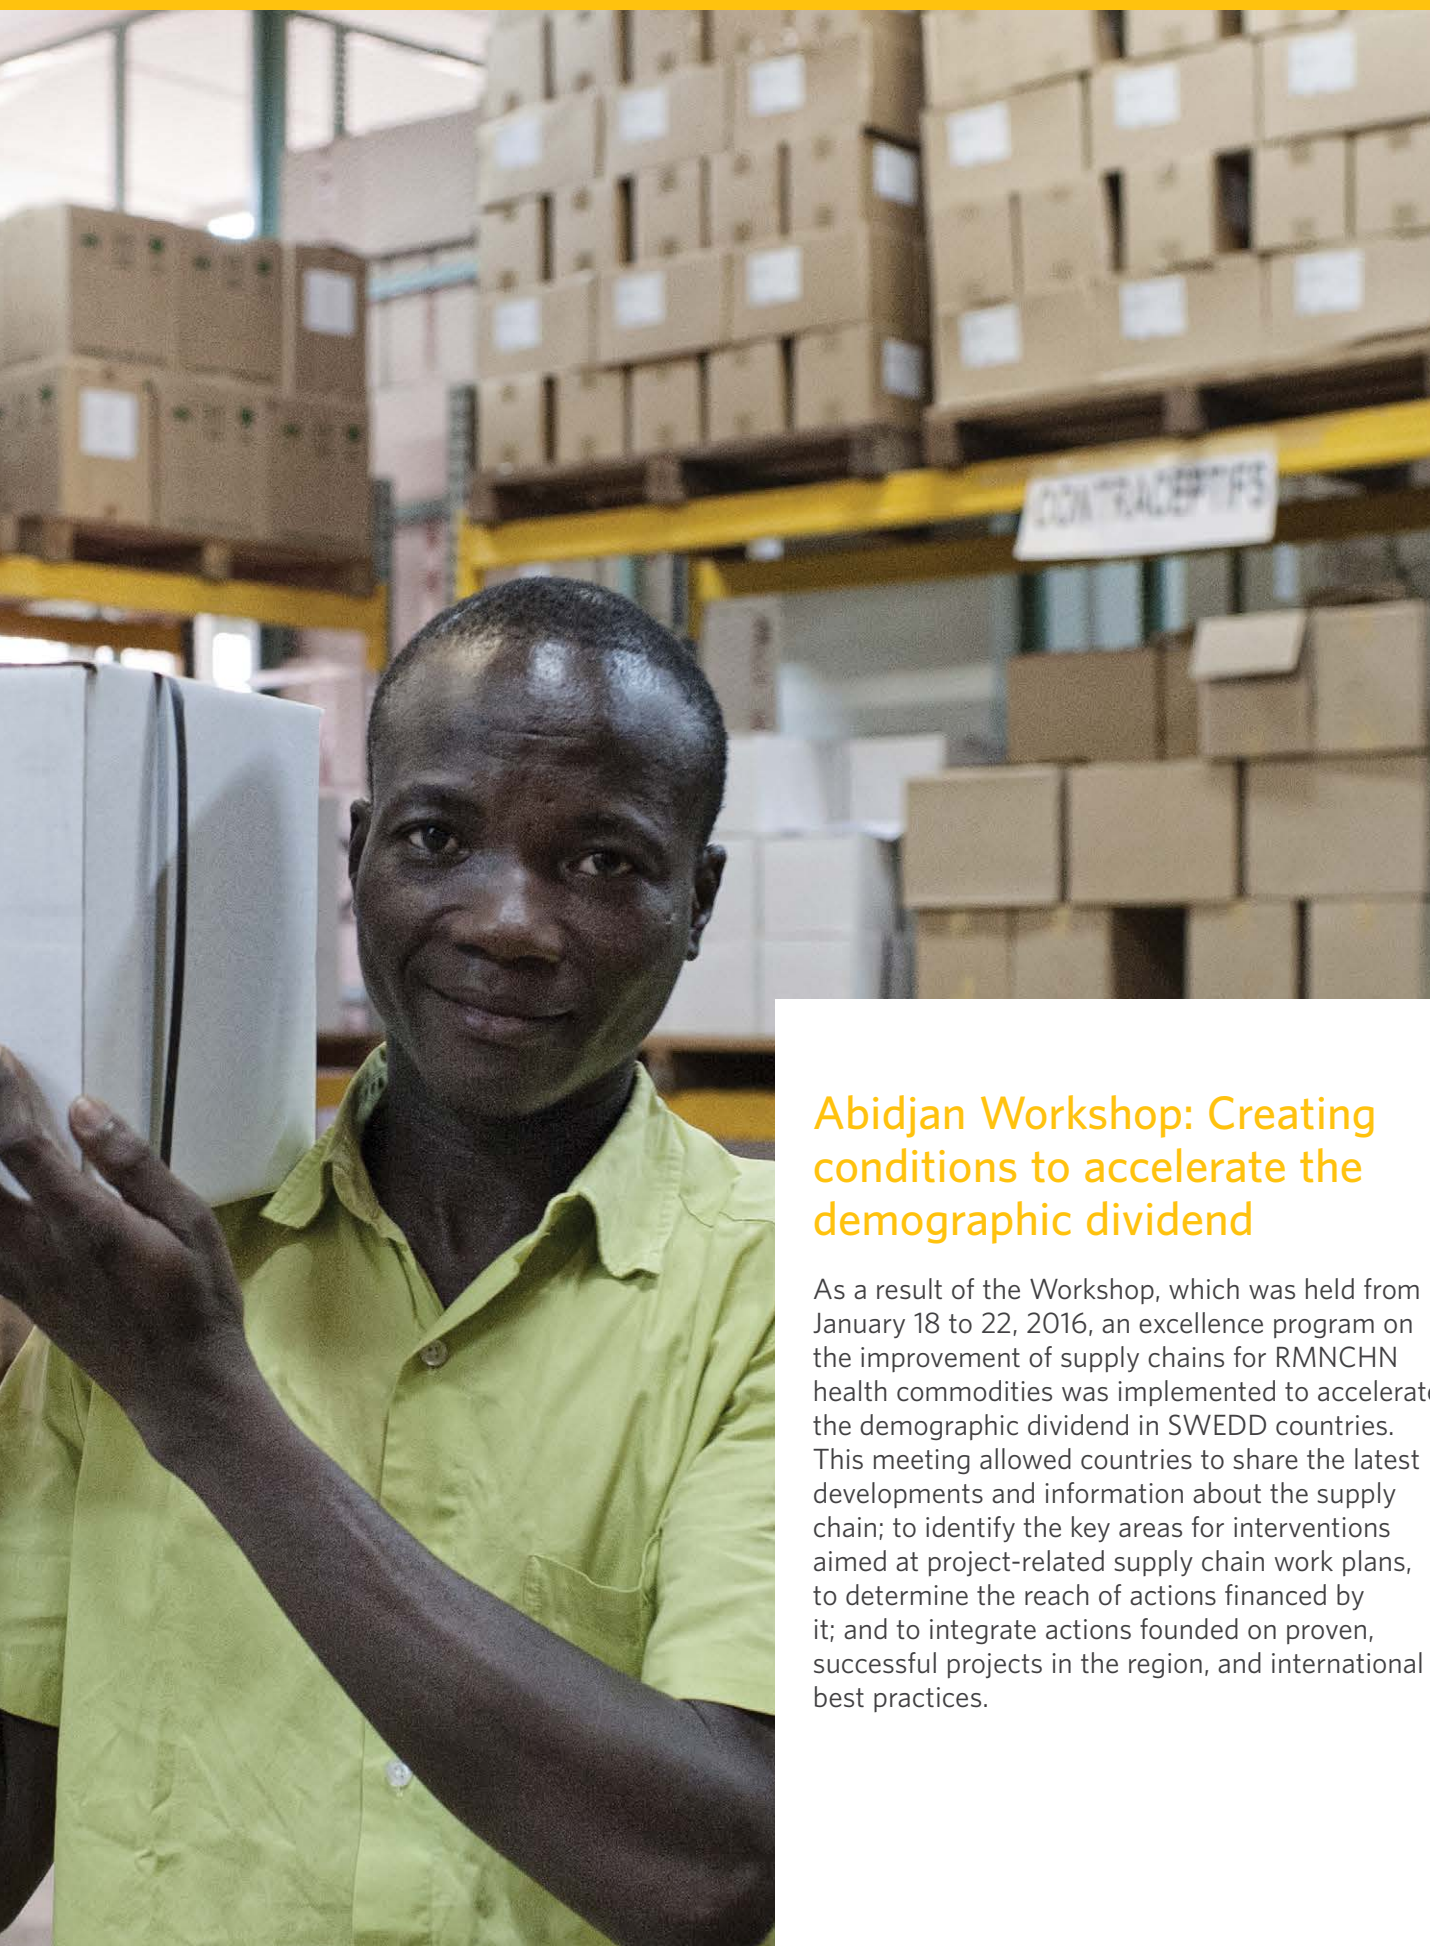 CONTRACEPTIFS
Abidjan Workshop: Creating
conditions to accelerate the
demographic dividend
As a result of the Workshop, which was held from
January 18 to 22, 2016, an excellence program on
the improvement of supply chains for RMNCHN
health commodities was implemented to accelerate
the demographic dividend in SWEDD countries.
This meeting allowed countries to share the latest
developments and information about the supply
chain; to identify the key areas for interventions
aimed at project-related supply chain work plans,
to determine the reach of actions financed by
it; and to integrate actions founded on proven,
successful projects in the region, and international
best practices.